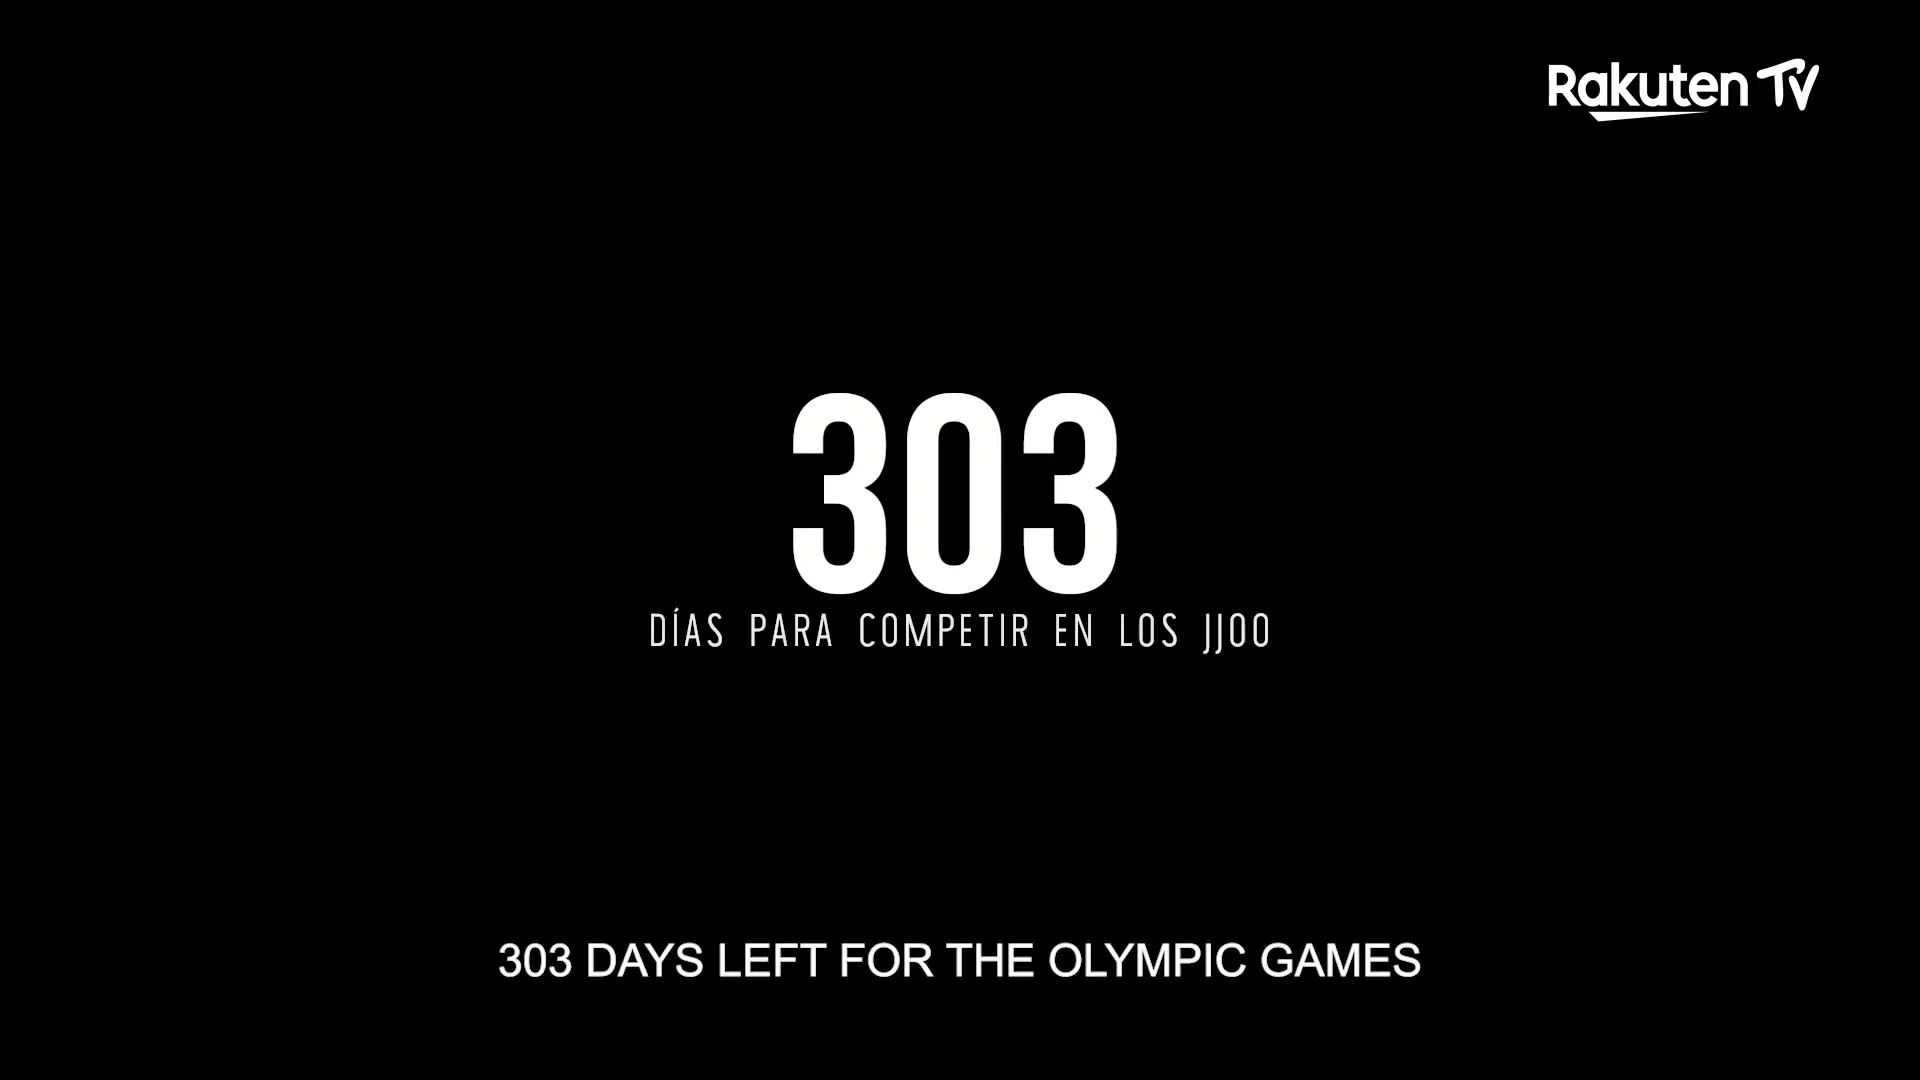 Rakuten TV
303
DÍAS PARA COMPETIR EN LOS JJOO
303 DAYS LEFT FOR THE OLYMPIC GAMES